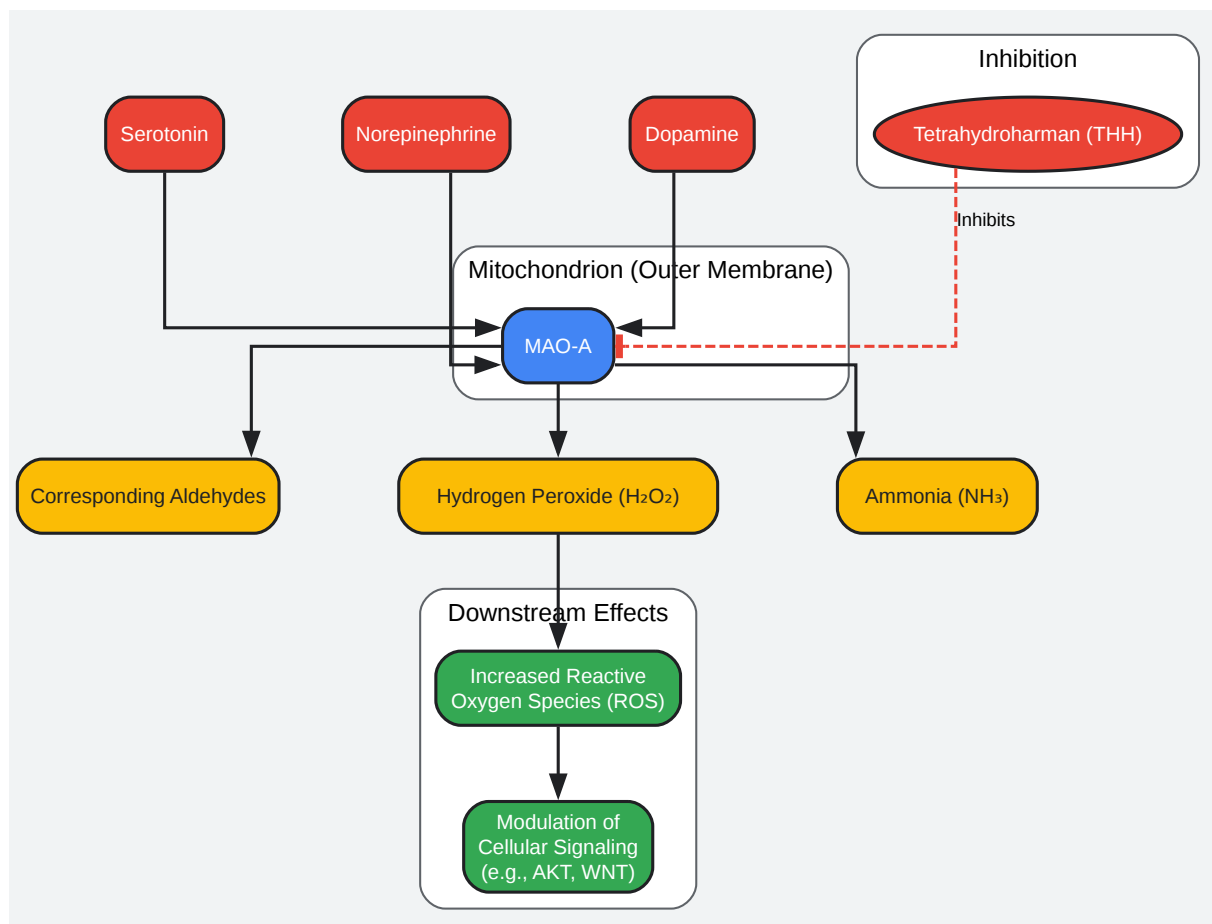 Inhibition
Serotonin
Norepinephrine
Dopamine
Tetrahydroharman (THH)
Inhibits
Mitochondrion (Outer Membrane)
MAO-A
Corresponding Aldehydes
Hydrogen Peroxide (H₂O₂)
Ammonia (NH₃)
Downstream Effects
Increased Reactive
Oxygen Species (ROS)
Modulation of
Cellular Signaling
(e.g., AKT, WNT)